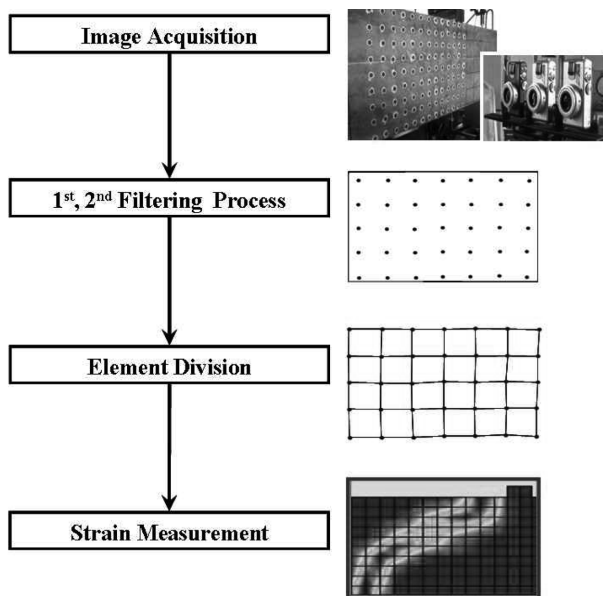 Image Acquisition
1st, 2nd Filtering Process
Element Division
Strain Measurement